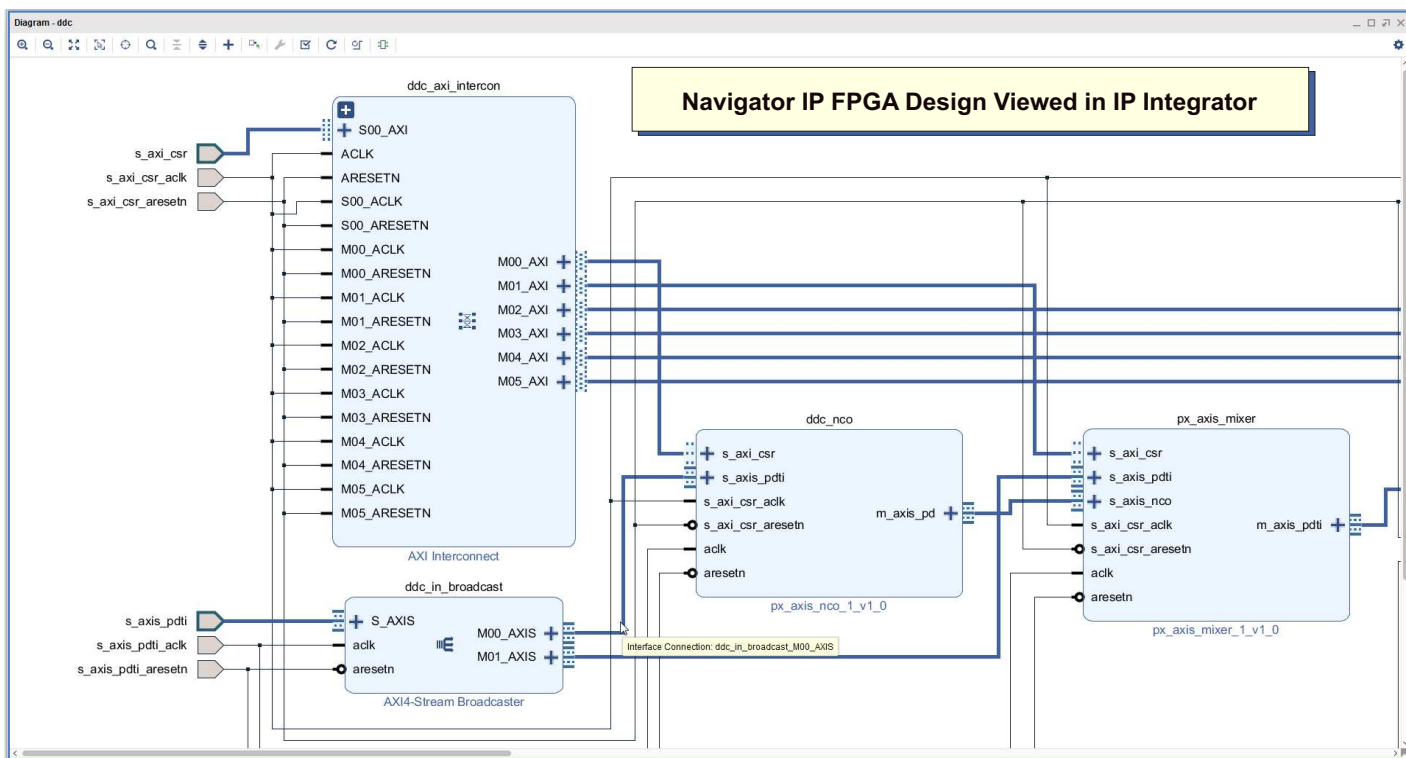 Diagram - ddc
Navigator IP FPGA Design Viewed in IP Integrator
ddc_axi_intercon
s_axi_csr
s_axi_csr_aclk
s_axi_csr_aresetn
S00_AXI
ACLK
ARESETN
S00_ACLK
S00_ARESETN
M00_ACLK
M00_ARESETN
M01_ACLK
M01_ARESETN
M02_ACLK
M02_ARESETN
M03_ACLK
M03_ARESETN
M04_ACLK
M04_ARESETN
M05_ACLK
M05_ARESETN
M00_AXI
M01_AXI
M02_AXI
M03_AXI
M04_AXI
M05_AXI
AXI Interconnect
ddc_nco
s_axi_csr
s_axis_pdti
s_axi_csr_aclk
s_axi_csr_aresetn
aclk
aresetn
m_axis_pd
px_axis_nco_1_v1_0
px_axis_mixer
s_axi_csr
s_axis_pdti
s_axis_nco
s_axi_csr_aclk
s_axi_csr_aresetn
aclk
aresetn
m_axis_pdti
px_axis_mixer_1_v1_0
ddc_in_broadcast
s_axis_pdti
s_axis_pdti_aclk
s_axis_pdti_aresetn
S_AXIS
aclk
aresetn
M00_AXIS
M01_AXIS
AXI4-Stream Broadcaster
Interface Connection: ddc_in_broadcast_M00_AXIS